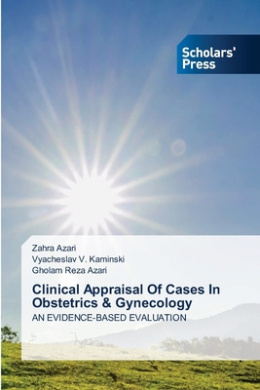 Scholars'
Press
Zahra Azari
Vyacheslav V. Kaminski
Gholam Reza Azari
Clinical Appraisal Of Cases In
Obstetrics & Gynecology
AN EVIDENCE-BASED EVALUATION